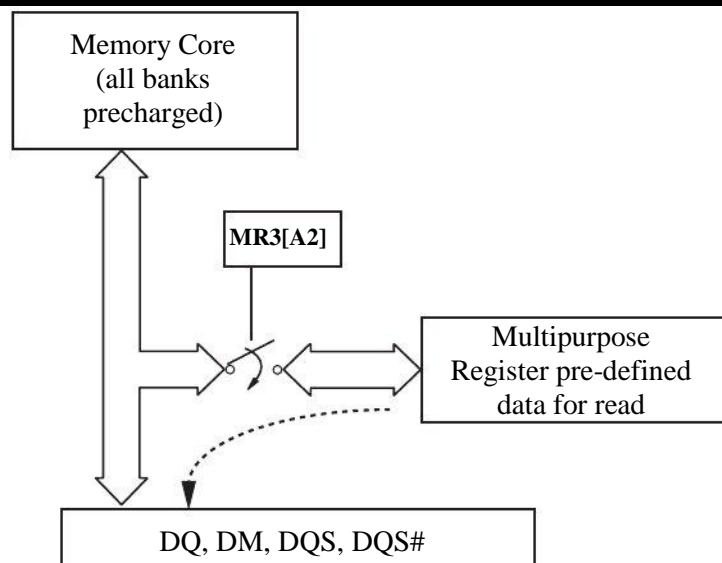 Memory Core
(all banks
precharged)
MR3[A2]
Multipurpose
Register pre-defined
data for read
DQ, DM, DQS, DQS#